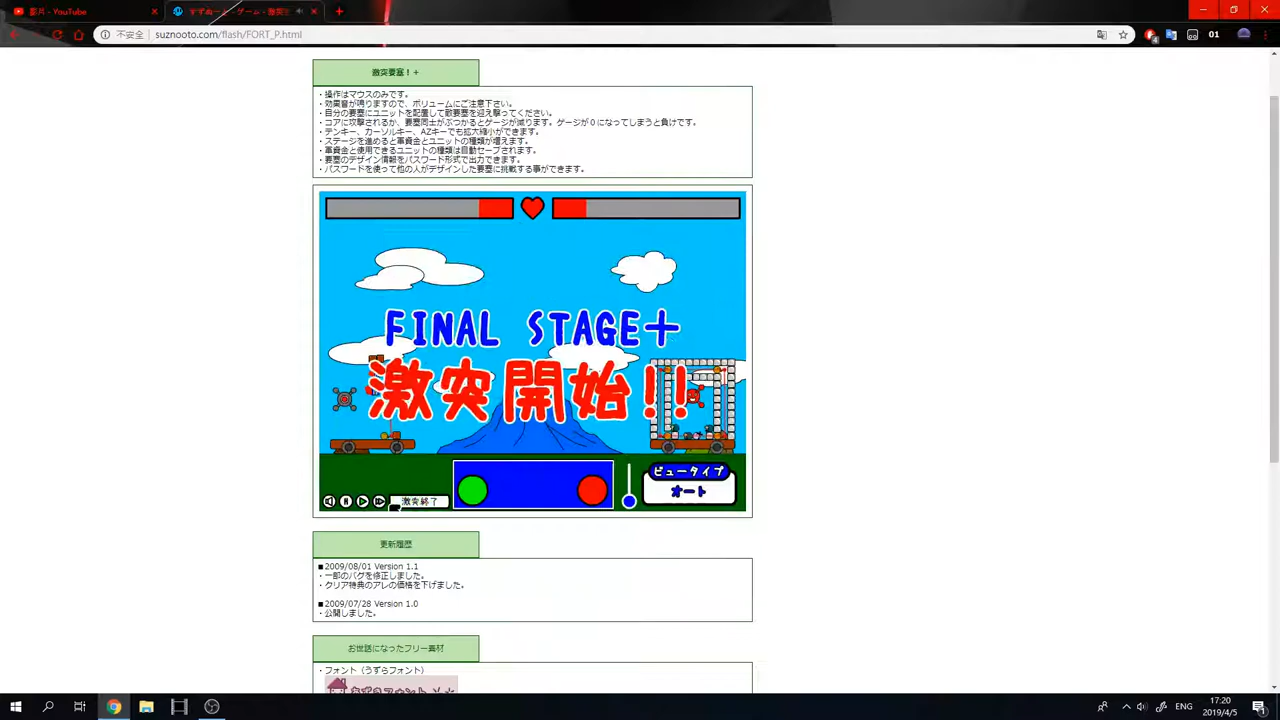 影片 - YouTube
すずぬーと - ゲーム - 激突
不安全 suznooto.com/flash/FORT_P.html
01
激突要塞！＋
・操作はマウスのみです。
・効果音が鳴りますので、ボリュームにご注意下さい。
・自分の要塞にユニットを配置して敵要塞を迎え撃ってください。
・コアに攻撃されるか、要塞同士がぶつかるとゲージが減ります。ゲージが０になってしまうと負けです。
・テンキー、カーソルキー、AZキーでも拡大縮小ができます。
・ステージを進めると軍資金とユニットの種類が増えます。
・軍資金と使用できるユニットの種類は自動セーブされます。
・要塞のデザイン情報をパスワード形式で出力できます。
・パスワードを使って他の人がデザインした要塞に挑戦する事ができます。
FINAL STAGE＋
激突開始!!
ビュータイプ
オート
激突終了
更新履歴
■2009/08/01 Version 1.1
・一部のバグを修正しました。
・クリア特典のアレの価格を下げました。
■2009/07/28 Version 1.0
・公開しました。
お世話になったフリー素材
・フォント（うずらフォント）
17:20
2019/4/5